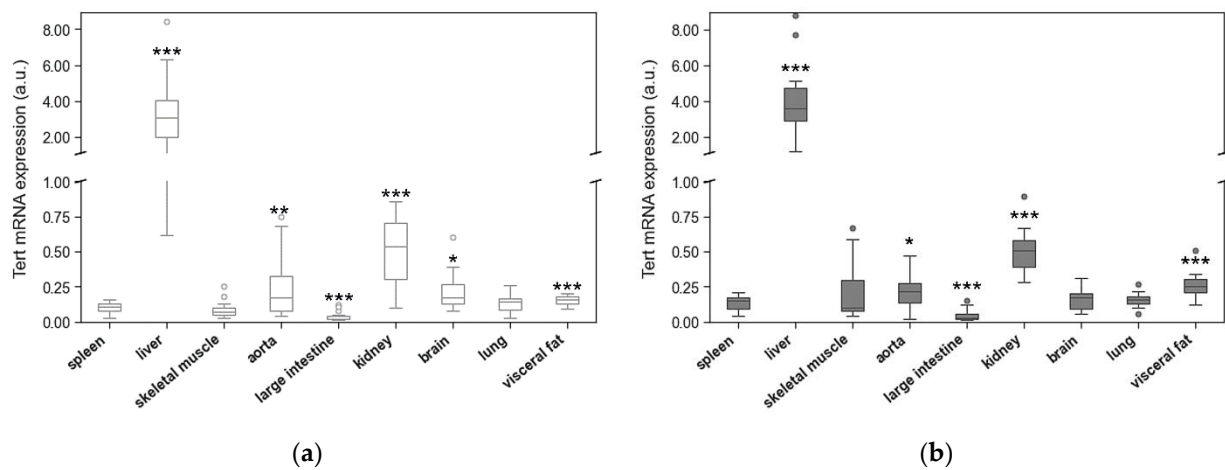 Tert mRNA expression (a.u.)
8.00
6.00
4.00
2.00
1.00
0.75
0.50
0.25
0.00
***
**
***
***
*
***
spleen
liver
skeletal muscle
aorta
large intestine
kidney
brain
lung
visceral fat
(a)
Tert mRNA expression (a.u.)
8.00
6.00
4.00
2.00
1.00
0.75
0.50
0.25
0.00
***
*
***
***
***
spleen
liver
skeletal muscle
aorta
large intestine
kidney
brain
lung
visceral fat
(b)